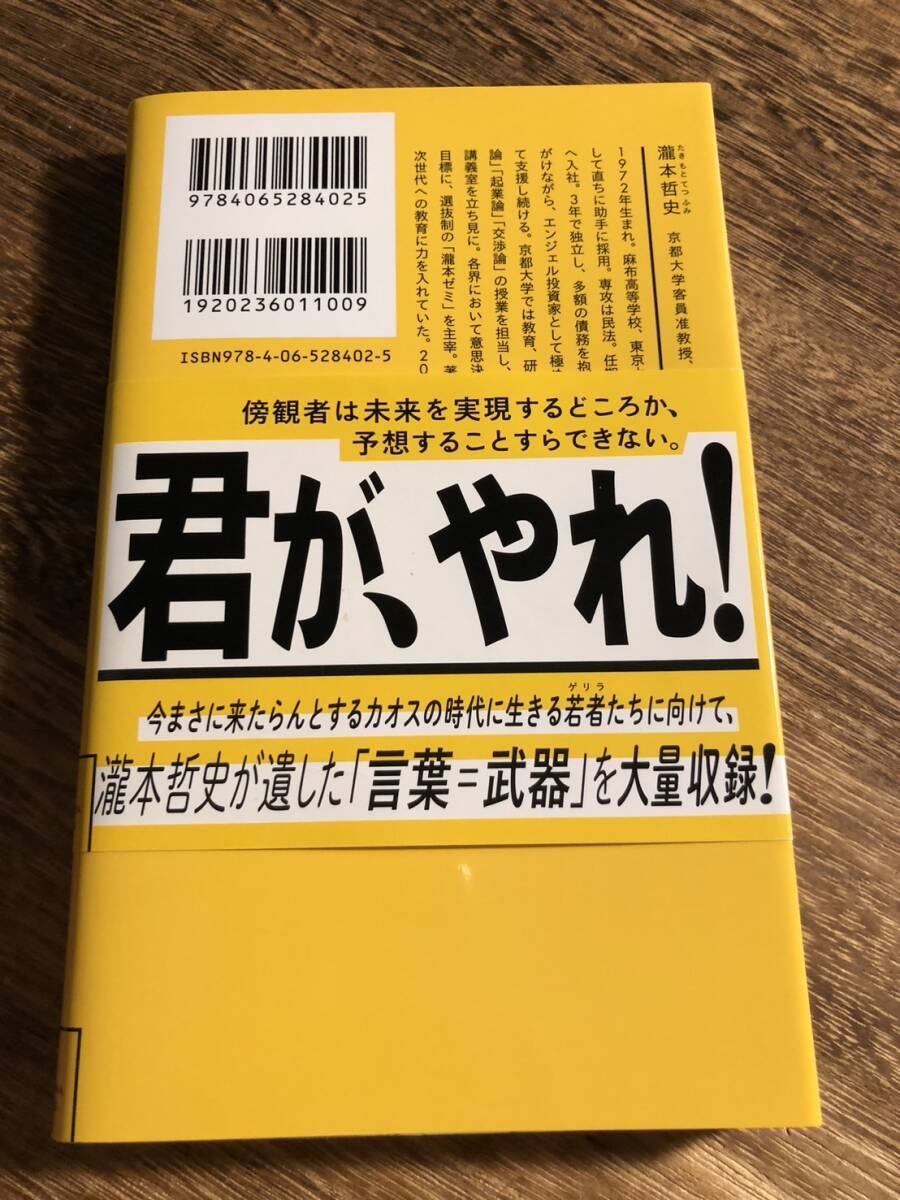 9784065284025
1920236011009
ISBN978-4-06-528402-5
瀧本哲史 京都大学客員准教授、
たきもとてつふみ
1972年生まれ。麻布高等学校、東京
して直ちに助手に採用。専攻は民法。任期
へ入社。3年で独立し、多額の債務を抱
がけながら、エンジェル投資家として極め
て支援し続ける。京都大学では教育、研
論」「起業論」「交渉論」の授業を担当し、
講義室を立ち見に。各界において意思決
目標に、選抜制の「瀧本ゼミ」を主宰。著
次世代への教育に力を入れていた。20
傍観者は未来を実現するどころか、
予想することすらできない。
君が、やれ!
今まさに来たらんとするカオスの時代に生きる若者たちに向けて、
ゲリラ
瀧本哲史が遺した「言葉=武器」を大量収録!